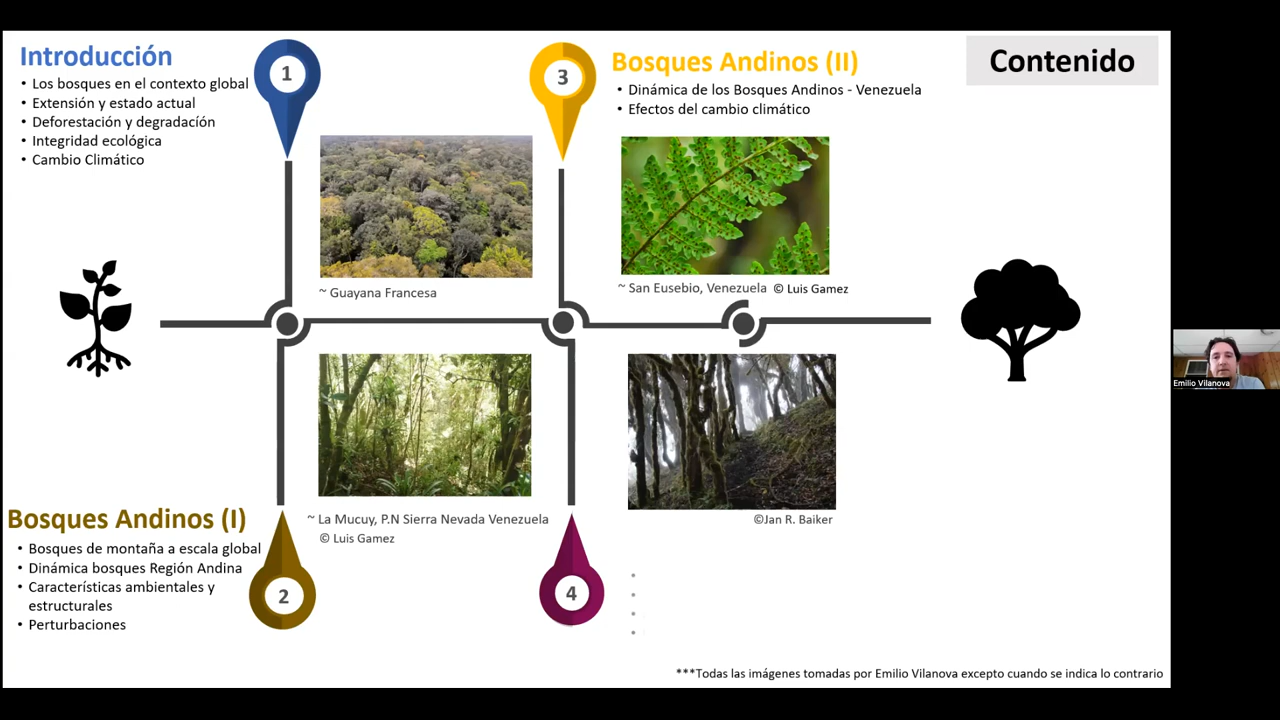 Contenido
Introducción
• Los bosques en el contexto global
• Extensión y estado actual
• Deforestación y degradación
• Integridad ecológica
• Cambio Climático
1
3
Bosques Andinos (II)
• Dinámica de los Bosques Andinos - Venezuela
• Efectos del cambio climático
~ Guayana Francesa
~ San Eusebio, Venezuela © Luis Gamez
Emilio Vilanova
~ La Mucuy, P.N Sierra Nevada Venezuela
© Luis Gamez
©Jan R. Baiker
Bosques Andinos (I)
• Bosques de montaña a escala global
• Dinámica bosques Región Andina
• Características ambientales y
estructurales
• Perturbaciones
2
4
***Todas las imágenes tomadas por Emilio Vilanova excepto cuando se indica lo contrario